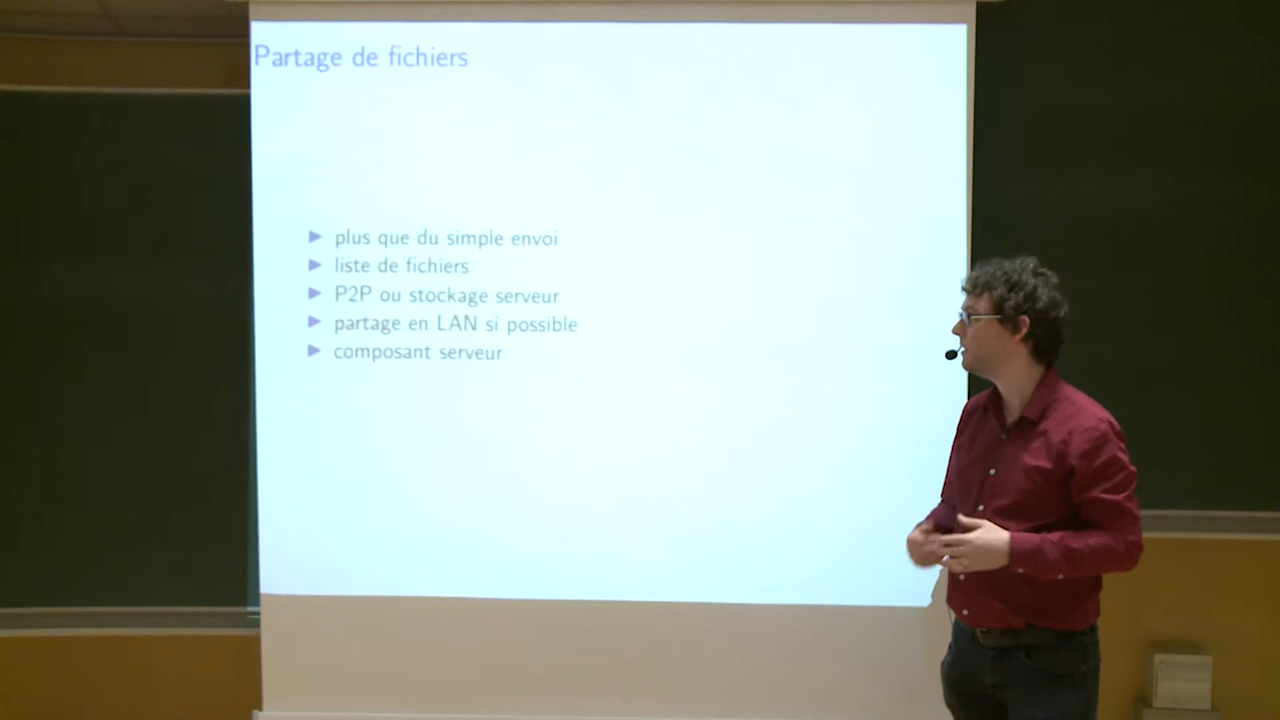 Partage de fichiers
plus que du simple envoi
liste de fichiers
P2P ou stockage serveur
partage en LAN si possible
composant serveur